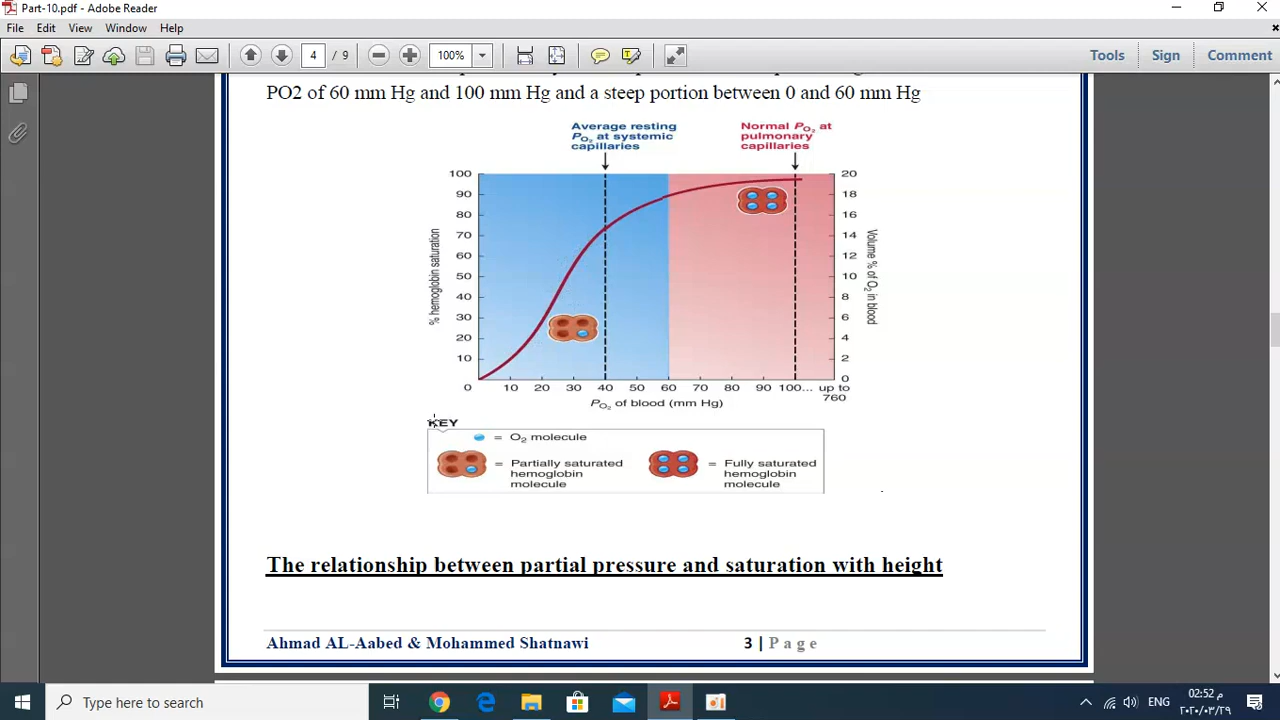 Part-10.pdf - Adobe Reader
File Edit View Window Help
4 / 9 100% Tools Sign Comment
PO2 of 60 mm Hg and 100 mm Hg and a steep portion between 0 and 60 mm Hg
Average resting
PO2 at systemic
capillaries
Normal PO2 at
pulmonary
capillaries
% hemoglobin saturation
100
90
80
70
60
50
40
30
20
10
0
20
18
16
14
12
10
8
6
4
2
0
Volume % of O2 in blood
10 20 30 40 50 60 70 80 90 100... up to
760
PO2 of blood (mm Hg)
KEY
= O2 molecule
= Partially saturated
hemoglobin
molecule
= Fully saturated
hemoglobin
molecule
The relationship between partial pressure and saturation with height
Ahmad AL-Aabed & Mohammed Shatnawi 3 | Page
Type here to search
ENG
02:52 م
٢٠٢٠/٠٣/٢٩